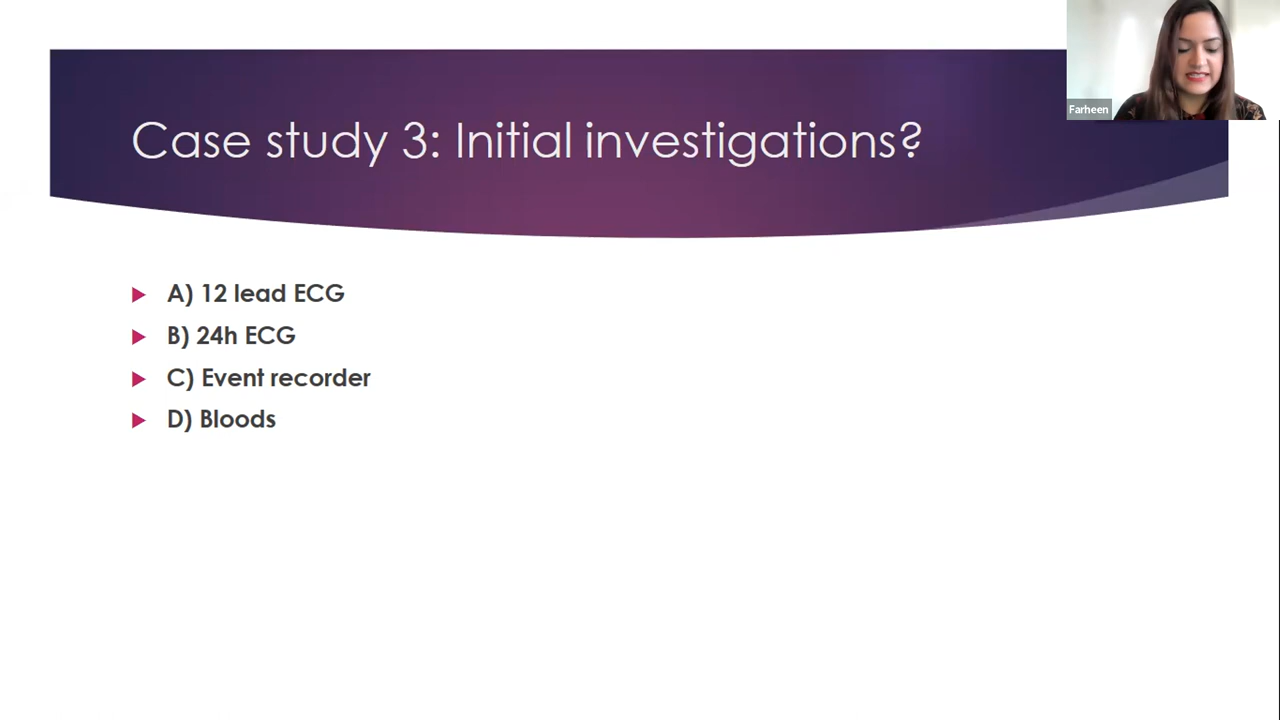 Case study 3: Initial investigations?
Farheen
A) 12 lead ECG
B) 24h ECG
C) Event recorder
D) Bloods